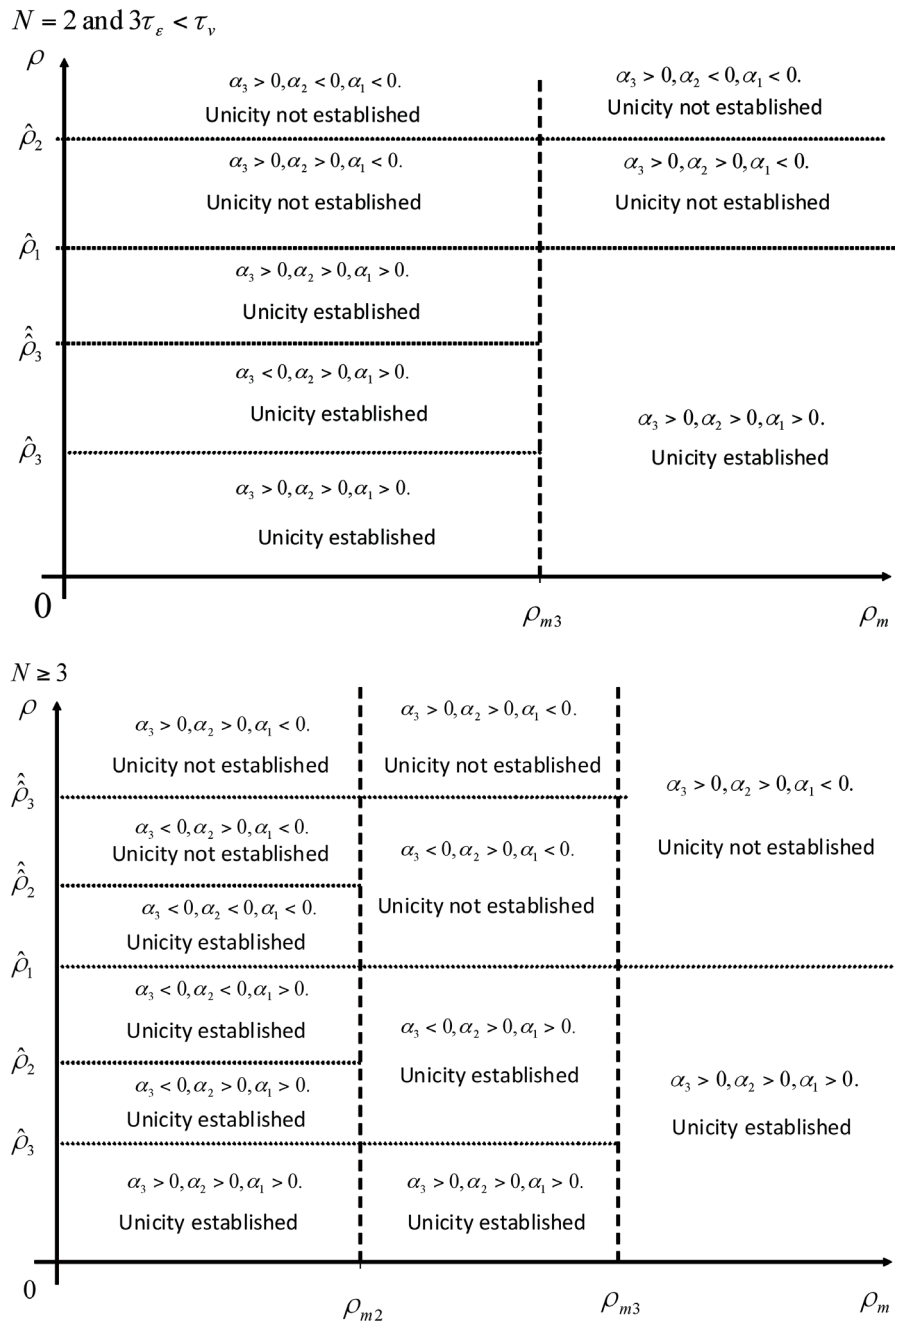 N = 2 and 3τ_ε < τ_ν
ρ
α₃ > 0, α₂ < 0, α₁ < 0.
Unicity not established
α₃ > 0, α₂ < 0, α₁ < 0.
Unicity not established
ρ̂₂
α₃ > 0, α₂ > 0, α₁ < 0.
Unicity not established
α₃ > 0, α₂ > 0, α₁ < 0.
Unicity not established
ρ̂₁
α₃ > 0, α₂ > 0, α₁ > 0.
Unicity established
ρ̂̂₃
α₃ < 0, α₂ > 0, α₁ > 0.
Unicity established
α₃ > 0, α₂ > 0, α₁ > 0.
Unicity established
ρ̂₃
α₃ > 0, α₂ > 0, α₁ > 0.
Unicity established
0
ρ_{m3}
ρ_m
N ≥ 3
ρ
α₃ > 0, α₂ > 0, α₁ < 0.
Unicity not established
α₃ > 0, α₂ > 0, α₁ < 0.
Unicity not established
α₃ > 0, α₂ > 0, α₁ < 0.
Unicity not established
ρ̂̂₃
α₃ < 0, α₂ > 0, α₁ < 0.
Unicity not established
α₃ < 0, α₂ > 0, α₁ < 0.
Unicity not established
ρ̂̂₂
α₃ < 0, α₂ < 0, α₁ < 0.
Unicity established
ρ̂₁
α₃ < 0, α₂ < 0, α₁ > 0.
Unicity established
α₃ < 0, α₂ > 0, α₁ > 0.
Unicity established
α₃ > 0, α₂ > 0, α₁ > 0.
Unicity established
ρ̂₂
α₃ < 0, α₂ > 0, α₁ > 0.
Unicity established
ρ̂₃
α₃ > 0, α₂ > 0, α₁ > 0.
Unicity established
α₃ > 0, α₂ > 0, α₁ > 0.
Unicity established
0
ρ_{m2}
ρ_{m3}
ρ_m